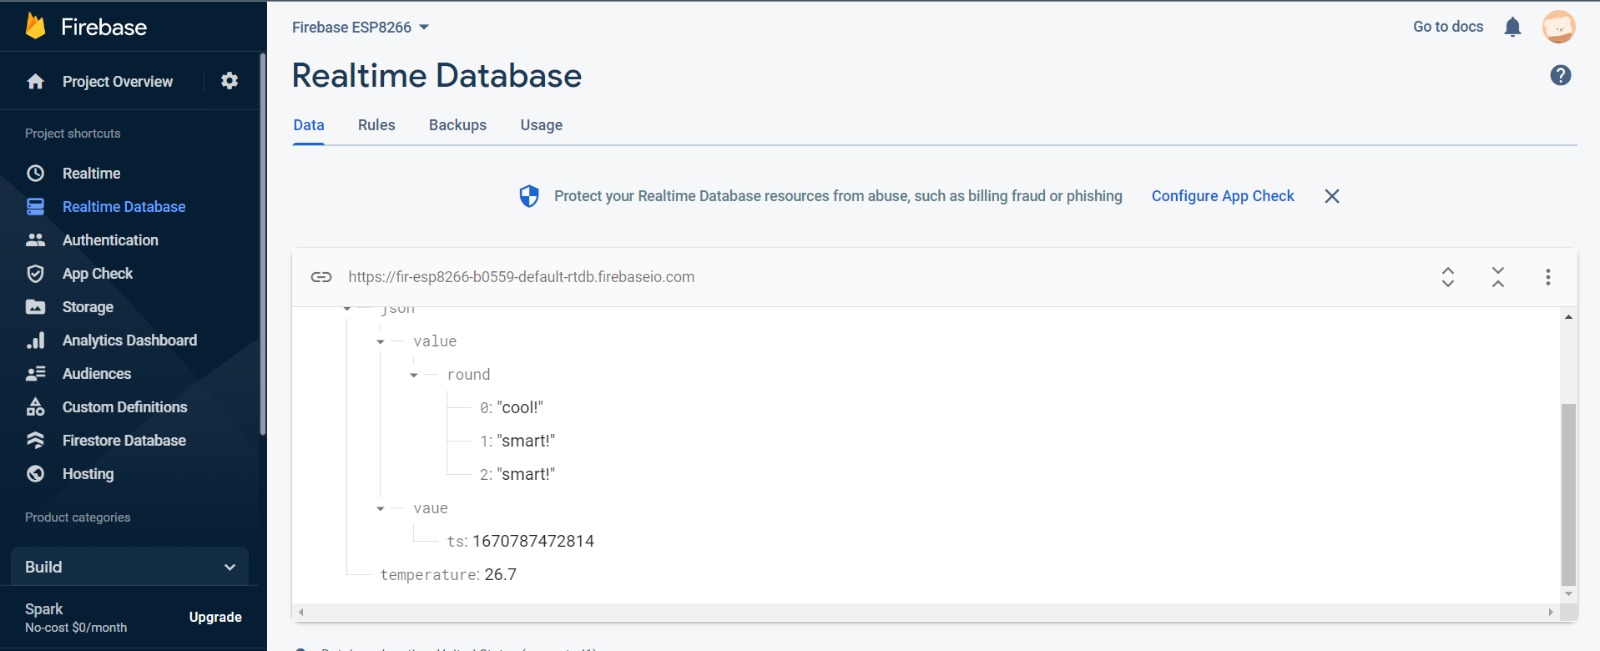 Firebase
Firebase ESP8266
Go to docs
Project Overview
Realtime Database
Data Rules Backups Usage
Project shortcuts
Realtime
Realtime Database
Authentication
App Check
Storage
Analytics Dashboard
Audiences
Custom Definitions
Firestore Database
Hosting
Product categories
Build
Spark
No-cost $0/month
Upgrade
Protect your Realtime Database resources from abuse, such as billing fraud or phishing Configure App Check
https://fir-esp8266-b0559-default-rtdb.firebaseio.com
json
value
round
0: "cool!"
1: "smart!"
2: "smart!"
vaue
ts: 1670787472814
temperature: 26.7